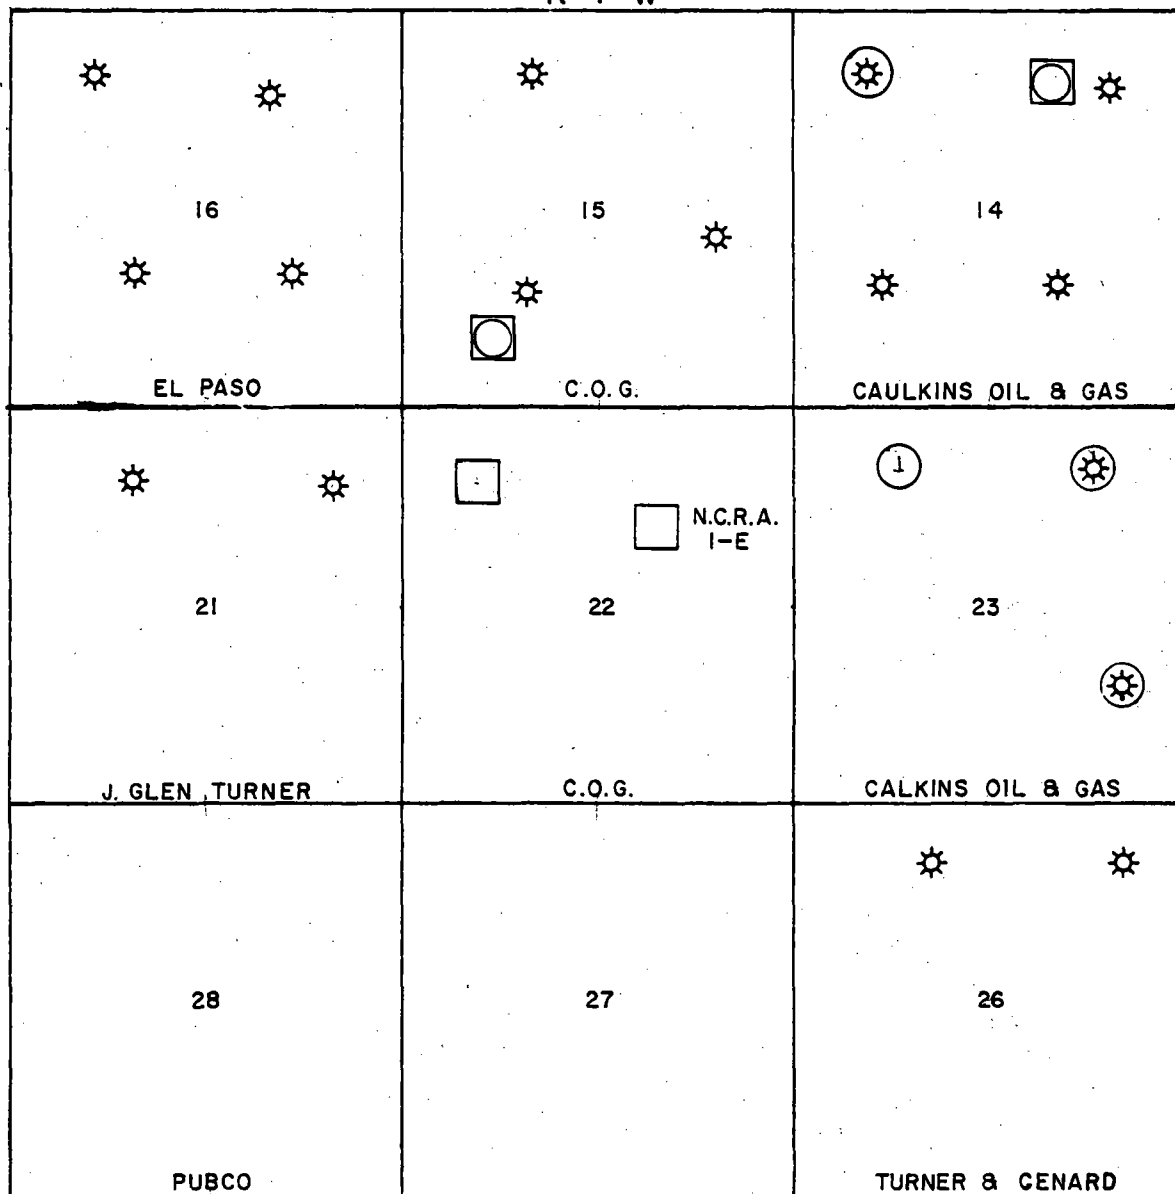 16
15
14
EL PASO
C.O.G.
CAULKINS OIL & GAS
1
N.C.R.A.
1-E
21
22
23
J. GLEN TURNER
C.O.G.
CALKINS OIL & GAS
28
27
26
PUBCO
TURNER & CENARD